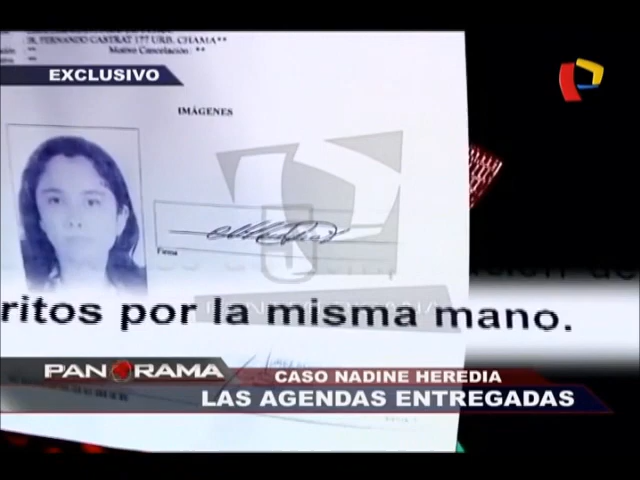 JR. FERNANDO CASTRAT 177 URB. CHAMA**
Motivo Cancelación: **
**
EXCLUSIVO
IMÁGENES
Firma
ritos por la misma mano.
PANORAMA
CASO NADINE HEREDIA
LAS AGENDAS ENTREGADAS